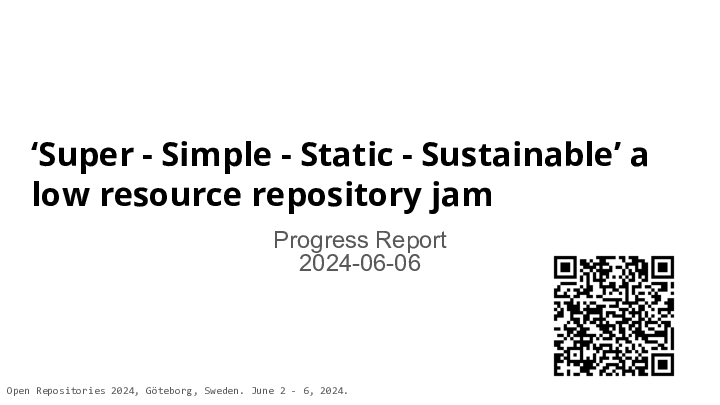 ‘Super - Simple - Static - Sustainable’ a
low resource repository jam
Progress Report
2024-06-06
Open Repositories 2024, Göteborg, Sweden. June 2 - 6, 2024.